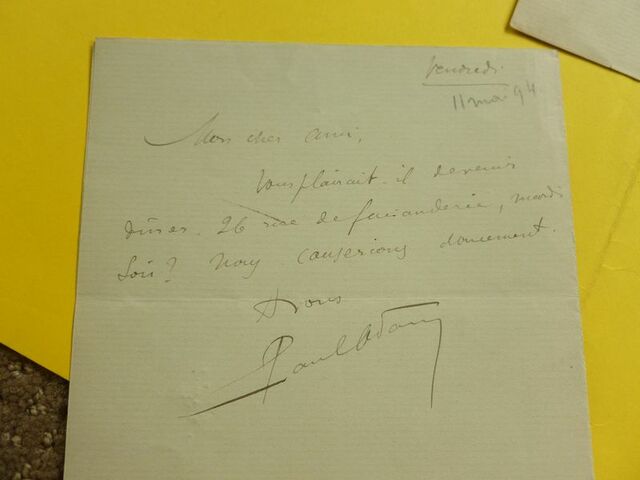 Vendredi
11 mai 94
Mon cher ami,
Vous plairait-il de venir
dîner 26 rue de faisanderie, mardi
soir? Nous causerions doucement.
A vous
Paul Adam